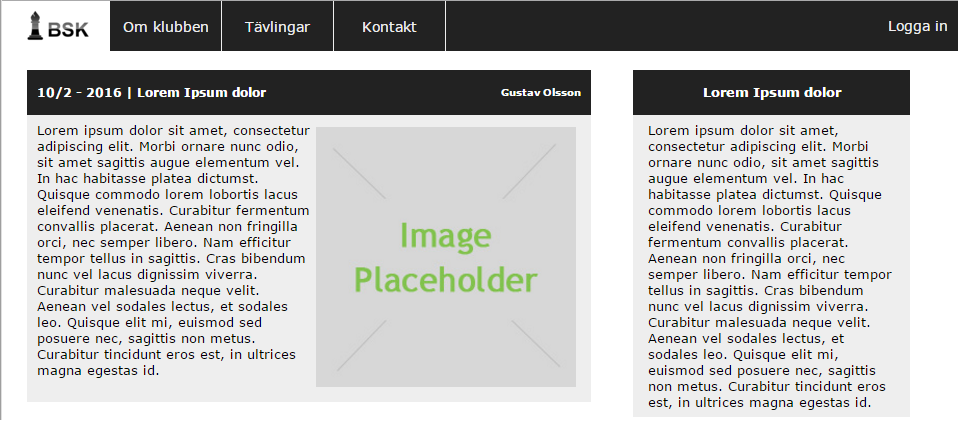 BSK
Om klubben
Tävlingar
Kontakt
Logga in
10/2 - 2016 | Lorem Ipsum dolor
Gustav Olsson
Lorem ipsum dolor sit amet, consectetur
adipiscing elit. Morbi ornare nunc odio,
sit amet sagittis augue elementum vel.
In hac habitasse platea dictumst.
Quisque commodo lorem lobortis lacus
eleifend venenatis. Curabitur fermentum
convallis placerat. Aenean non fringilla
orci, nec semper libero. Nam efficitur
tempor tellus in sagittis. Cras bibendum
nunc vel lacus dignissim viverra.
Curabitur malesuada neque velit.
Aenean vel sodales lectus, et sodales
leo. Quisque elit mi, euismod sed
posuere nec, sagittis non metus.
Curabitur tincidunt eros est, in ultrices
magna egestas id.
Image
Placeholder
Lorem Ipsum dolor
Lorem ipsum dolor sit amet,
consectetur adipiscing elit. Morbi
ornare nunc odio, sit amet sagittis
augue elementum vel. In hac
habitasse platea dictumst. Quisque
commodo lorem lobortis lacus
eleifend venenatis. Curabitur
fermentum convallis placerat.
Aenean non fringilla orci, nec
semper libero. Nam efficitur tempor
tellus in sagittis. Cras bibendum
nunc vel lacus dignissim viverra.
Curabitur malesuada neque velit.
Aenean vel sodales lectus, et
sodales leo. Quisque elit mi,
euismod sed posuere nec, sagittis
non metus. Curabitur tincidunt eros
est, in ultrices magna egestas id.